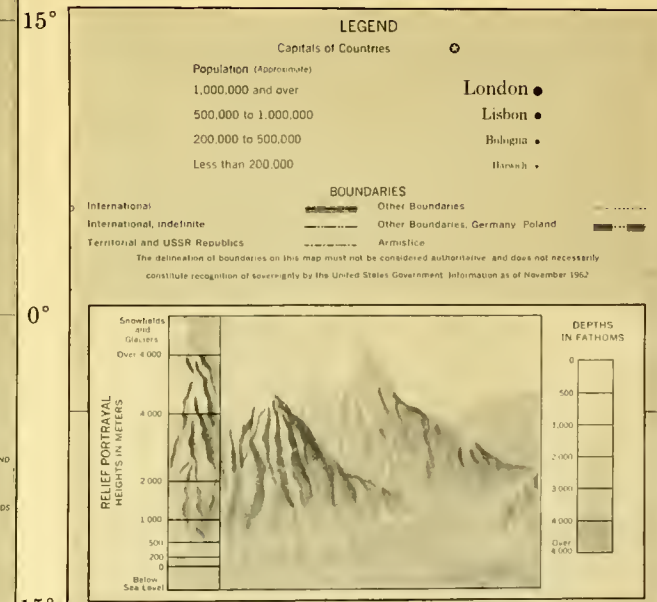 15°
LEGEND
Capitals of Countries
Population (Approximate)
1,000,000 and over London
500,000 to 1,000,000 Lisbon
200,000 to 500,000 Bologna
Less than 200,000 Harwich
BOUNDARIES
International Other Boundaries
International, indefinite Other Boundaries, Germany Poland
Territorial and USSR Republics Armistice
The delineation of boundaries on this map must not be considered authoritative and does not necessarily
constitute recognition of sovereignty by the United States Government Information as of November 1962
0°
RELIEF PORTRAYAL
HEIGHTS IN METERS
Snowfields
and
Glaciers
Over 4 000
4 000
2 000
1 000
500
200
0
Below
Sea Level
DEPTHS
IN FATHOMS
0
500
1,000
2,000
3,000
4,000
Over
4,000
ND
DS
15°